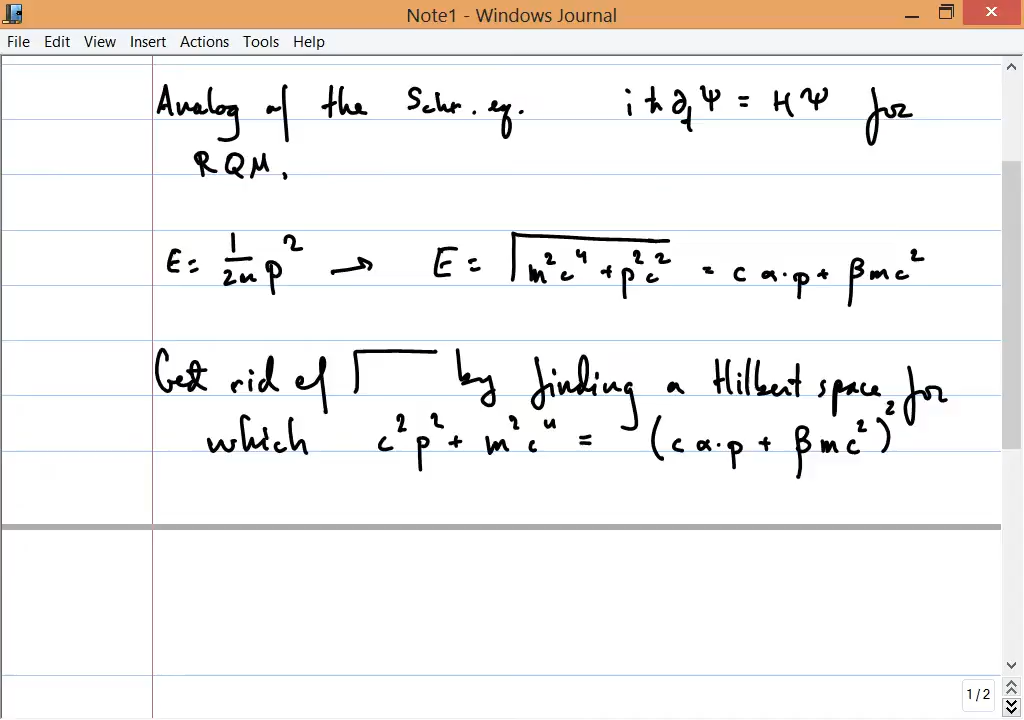 Note1 - Windows Journal
File Edit View Insert Actions Tools Help
Analog of the Schr. eq. iħ∂ₜΨ = HΨ for
RQM.
E = 1/2m p² → E = √(m²c⁴ + p²c²) = c α·p + βmc²
Get rid of √ by finding a Hilbert space for
which c²p² + m²c⁴ = (c α·p + βmc²)²
1/2